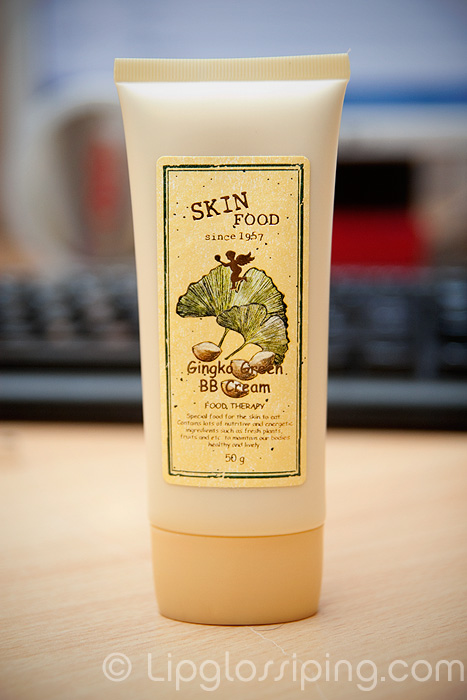 SKIN
FOOD
since 1957
Gingko Green
BB Cream
FOOD THERAPY
Special food for the skin to eat
Contains lots of nutritive and energetic
ingredients such as fresh plants,
fruits and etc. to maintain our bodies
healthy and lively
50 g
© Lipglossiping.com